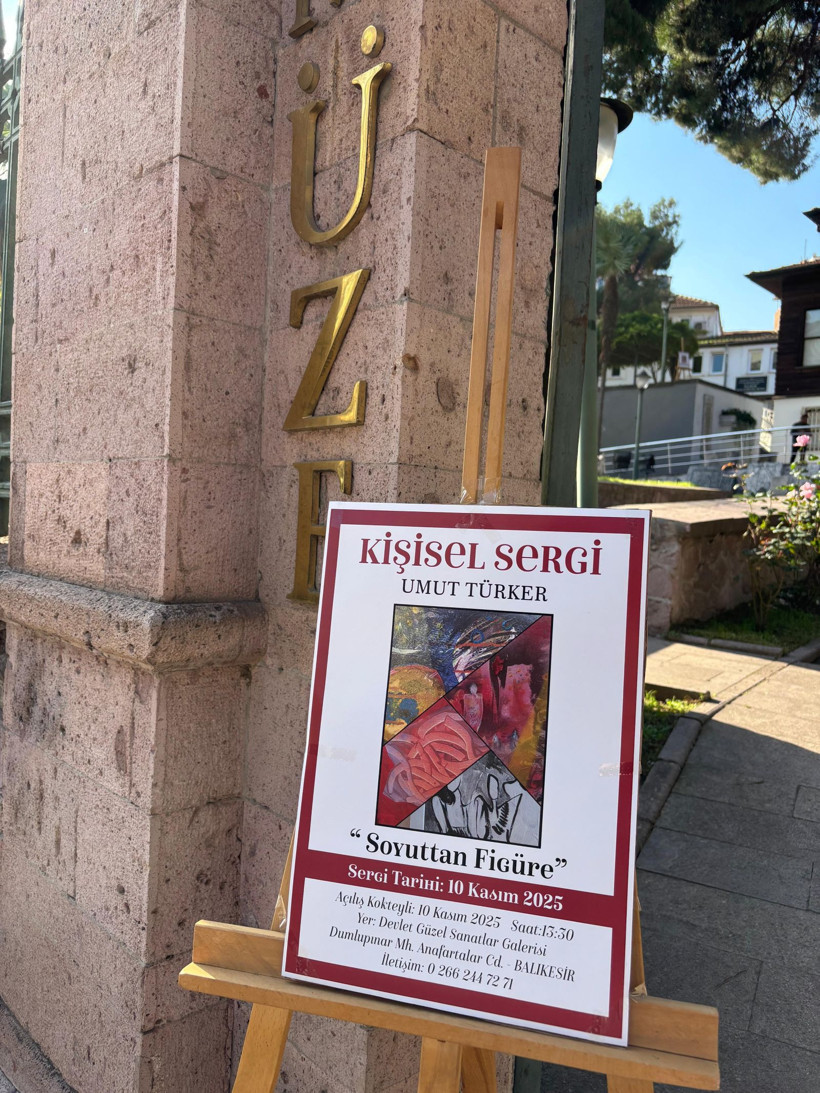 ÜZE
KİŞİSEL SERGİ
UMUT TÜRKER
“ Soyuttan Figüre”
Sergi Tarihi: 10 Kasım 2025
Açılış Kokteyli: 10 Kasım 2025 Saat:13:30
Yer: Devlet Güzel Sanatlar Galerisi
Dumlupınar Mh. Anafartalar Cd. - BALIKESİR
İletişim: 0 266 244 72 71